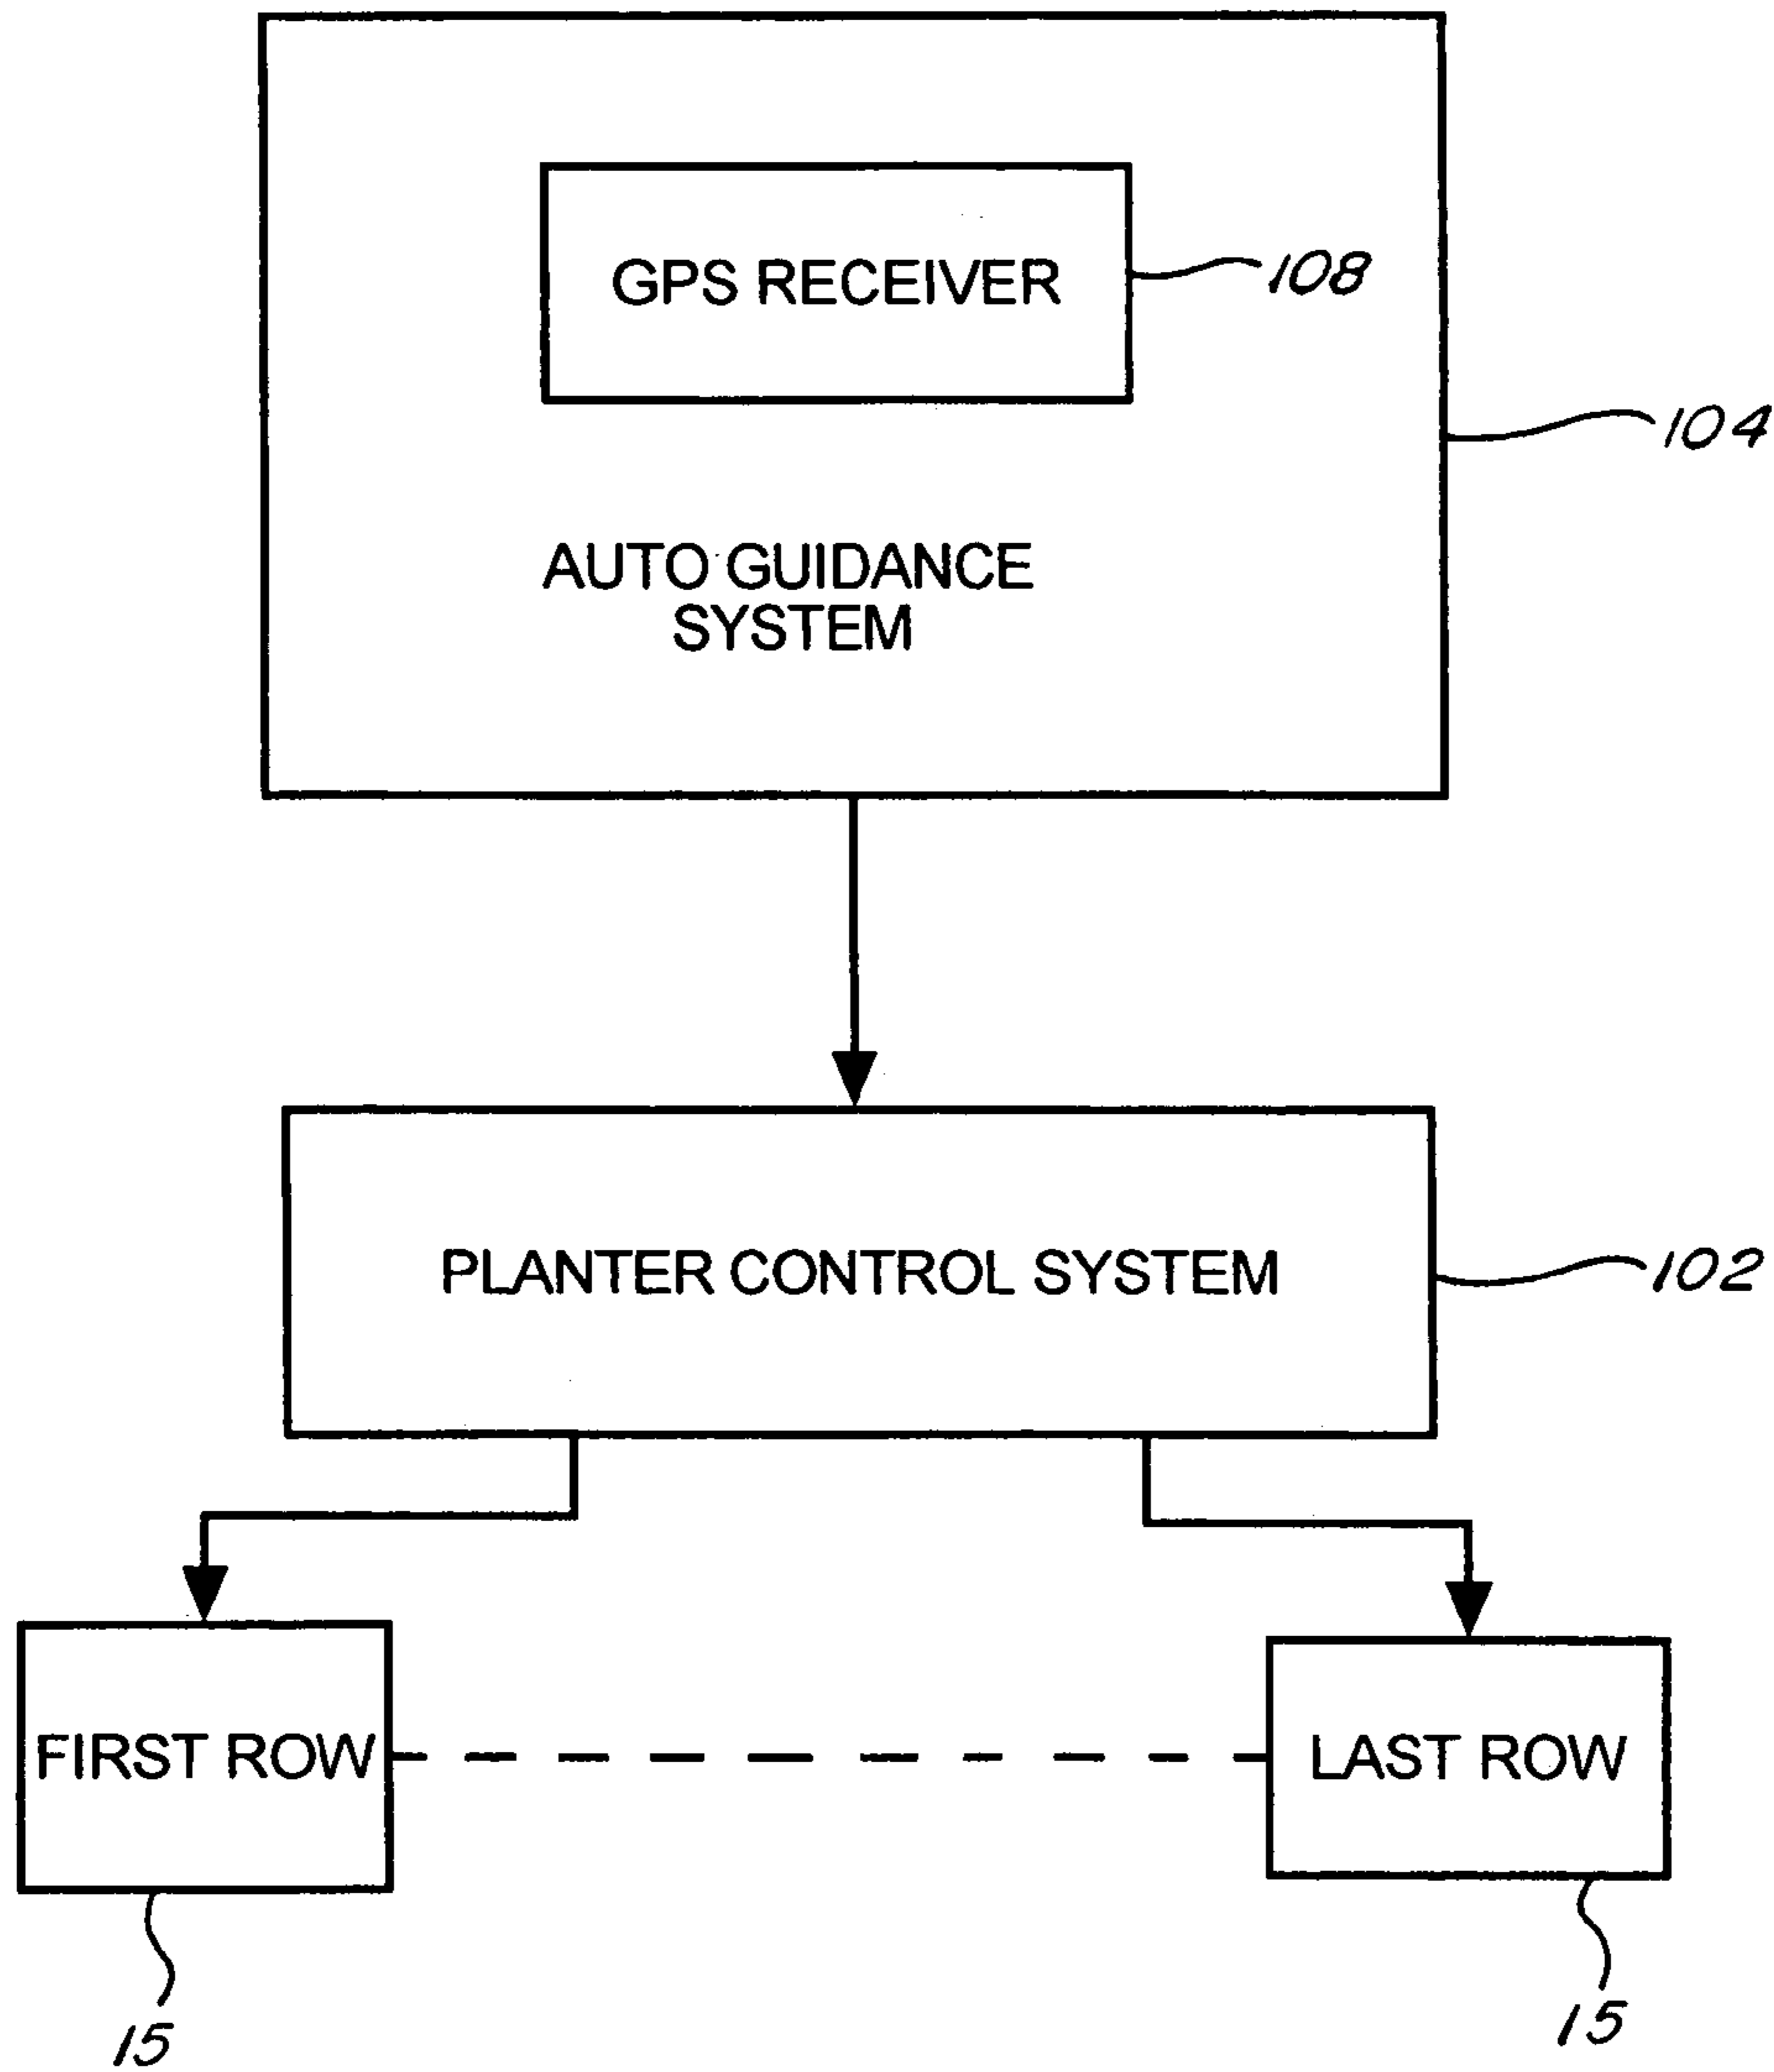 GPS RECEIVER
108
104
AUTO GUIDANCE
SYSTEM
PLANTER CONTROL SYSTEM
102
FIRST ROW
LAST ROW
15
15